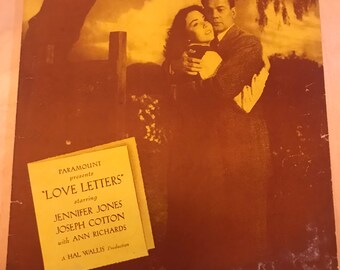 PARAMOUNT
presents
"LOVE LETTERS"
starring
JENNIFER JONES
JOSEPH COTTON
with ANN RICHARDS
A HAL WALLIS Production